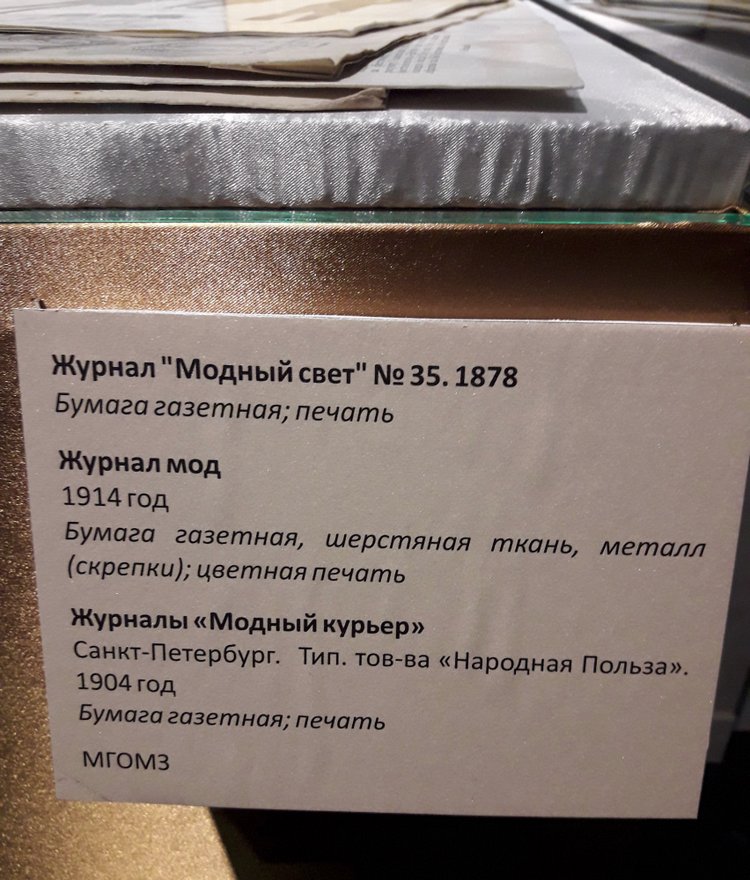 Журнал "Модный свет" № 35. 1878
Бумага газетная; печать
Журнал мод
1914 год
Бумага газетная, шерстяная ткань, металл
(скрепки); цветная печать
Журналы «Модный курьер»
Санкт-Петербург. Тип. тов-ва «Народная Польза».
1904 год
Бумага газетная; печать
МГОМЗ